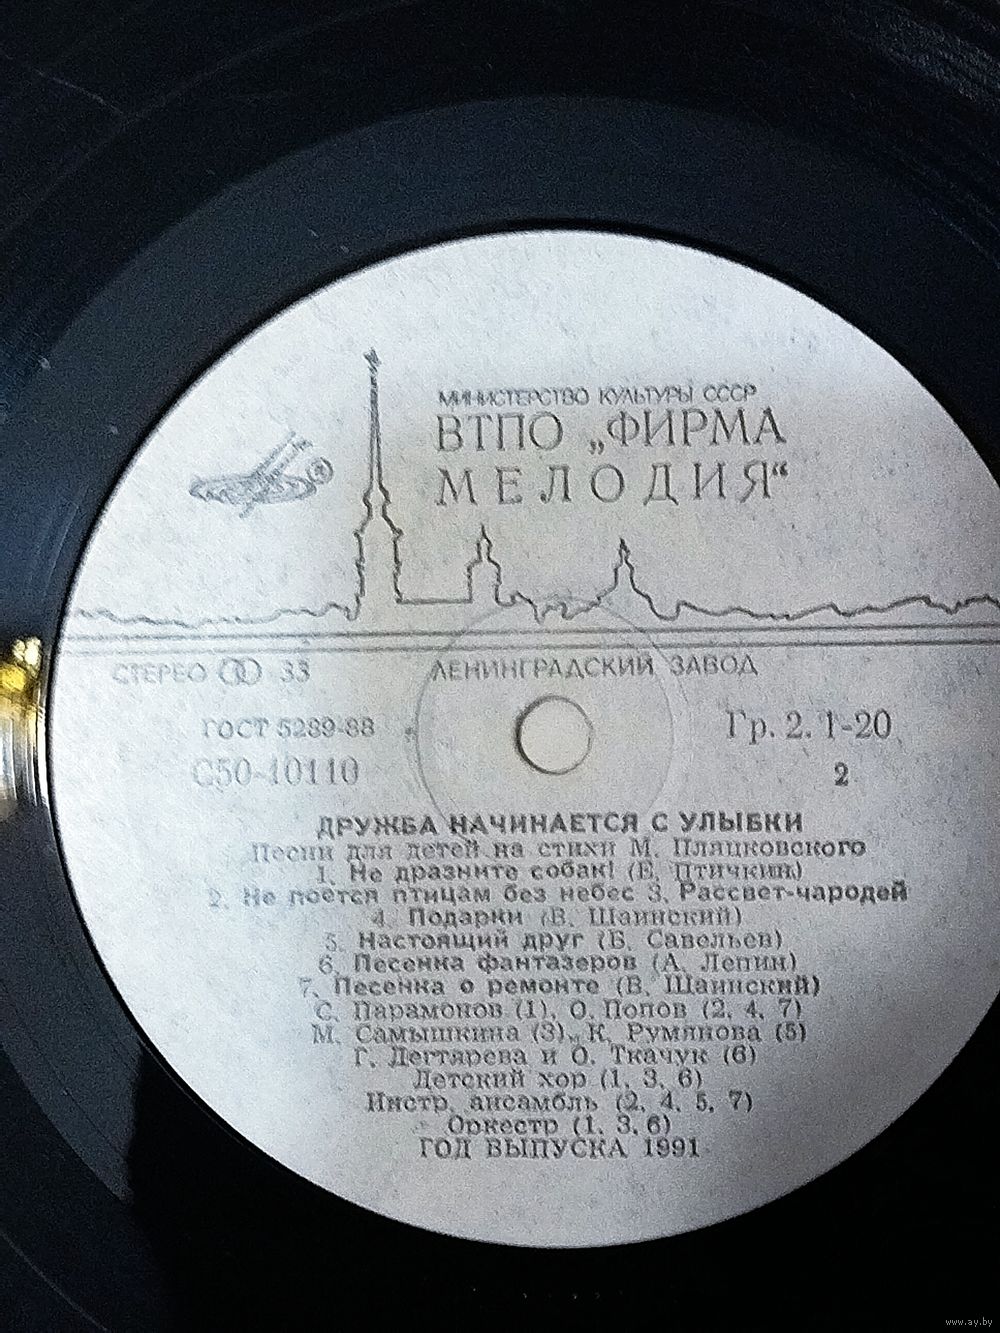 МИНИСТЕРСТВО КУЛЬТУРЫ СССР
ВТПО „ФИРМА
МЕЛОДИЯ“
СТЕРЕО 33
ЛЕНИНГРАДСКИЙ ЗАВОД
ГОСТ 5289-88
Гр. 2. 1-20
С50-10110
2
ДРУЖБА НАЧИНАЕТСЯ С УЛЫБКИ
Песни для детей на стихи М. Пляцковского
1. Не дразните собак! (Е. Птичкин)
2. Не поется птицам без небес 3. Рассвет-чародей
4. Подарки (В. Шаинский)
5. Настоящий друг (Б. Савельев)
6. Песенка фантазеров (А. Лепин)
7. Песенка о ремонте (В. Шаинский)
С. Парамонов (1), О. Попов (2, 4, 7)
М. Самышкина (3), К. Румянова (5)
Г. Дегтярева и О. Ткачук (6)
Детский хор (1, 3, 6)
Инстр. ансамбль (2, 4, 5, 7)
Оркестр (1, 3, 6)
ГОД ВЫПУСКА 1991
www.ay.by